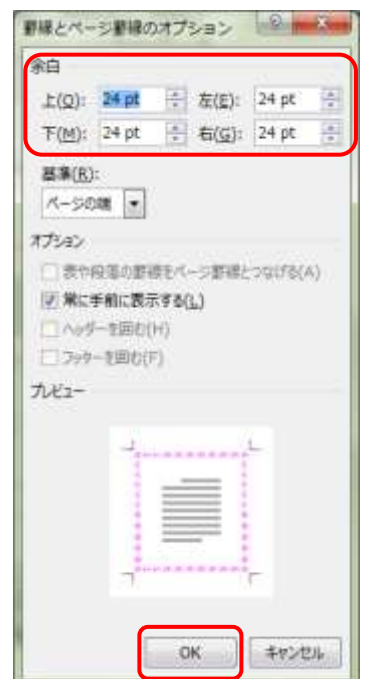 罫線とページ罫線のオプション
余白
上(O): 24 pt 左(E): 24 pt
下(M): 24 pt 右(G): 24 pt
基準(R):
ページの端
オプション
表や段落の罫線をページ罫線とつなげる(A)
常に手前に表示する(L)
ヘッダーを囲む(H)
フッターを囲む(F)
プレビュー
OK キャンセル